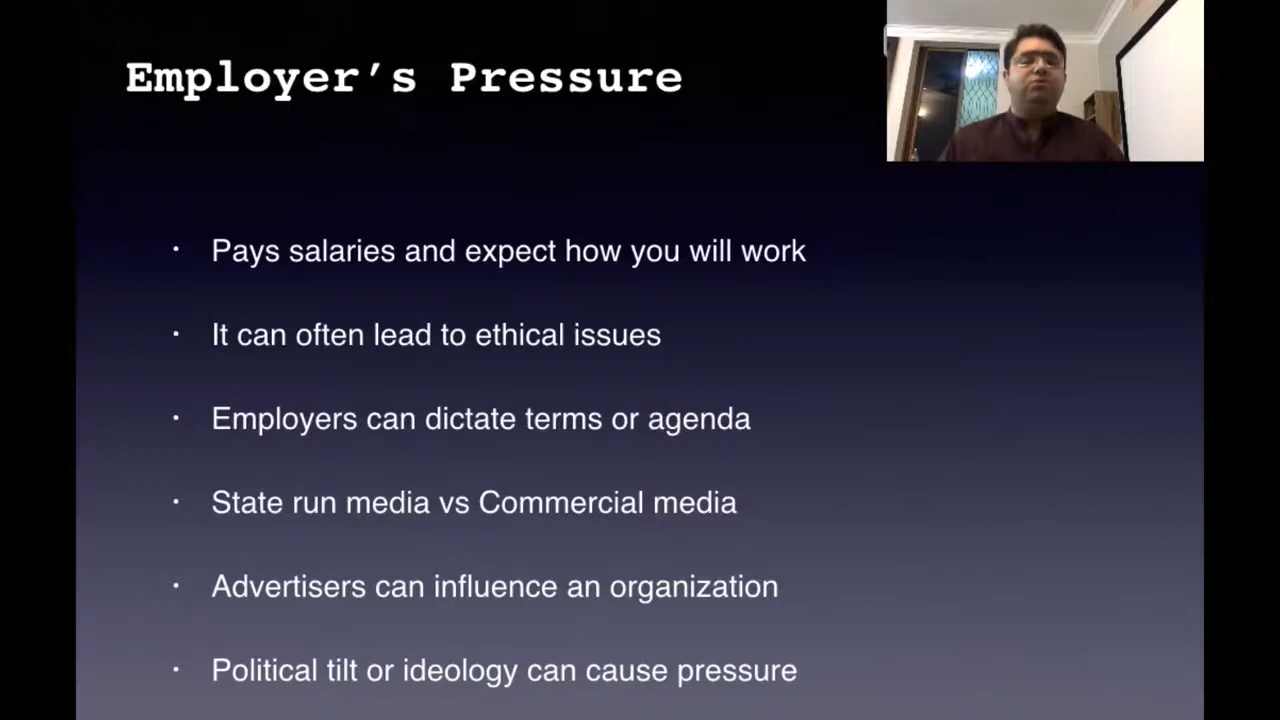 Employer’s Pressure
· Pays salaries and expect how you will work
· It can often lead to ethical issues
· Employers can dictate terms or agenda
· State run media vs Commercial media
· Advertisers can influence an organization
· Political tilt or ideology can cause pressure